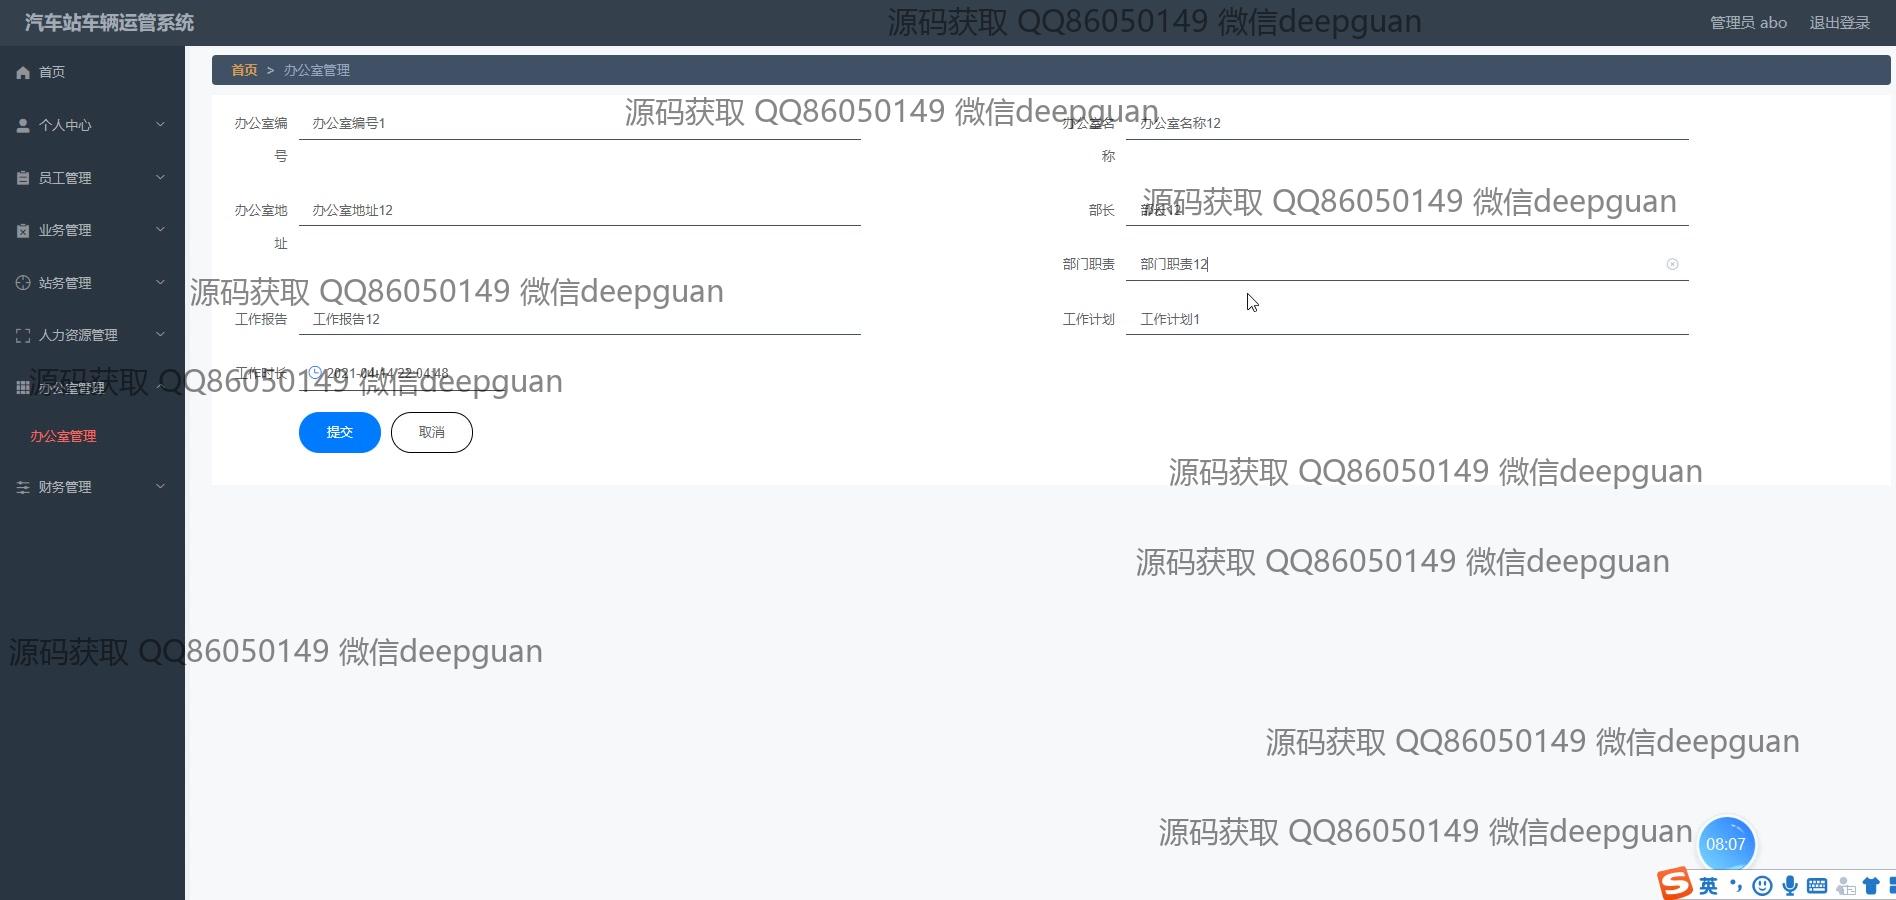 汽车站车辆运管系统
源码获取 QQ86050149 微信deepguan
管理员 abo 退出登录
首页
首页 > 办公室管理
个人中心
员工管理
业务管理
站务管理
人力资源管理
办公室管理
办公室管理
财务管理
源码获取 QQ86050149 微信deepguan
办公室编号 办公室编号1
办公室名称 办公室名称12
源码获取 QQ86050149 微信deepguan
办公室地址 办公室地址12
部长 部长12
部门职责 部门职责12
源码获取 QQ86050149 微信deepguan
工作报告 工作报告12
工作计划 工作计划1
工作时长 2021-04-14 22:04:48
源码获取 QQ86050149 微信deepguan
提交 取消
源码获取 QQ86050149 微信deepguan
源码获取 QQ86050149 微信deepguan
源码获取 QQ86050149 微信deepguan
源码获取 QQ86050149 微信deepguan
源码获取 QQ86050149 微信deepguan
08:07
英